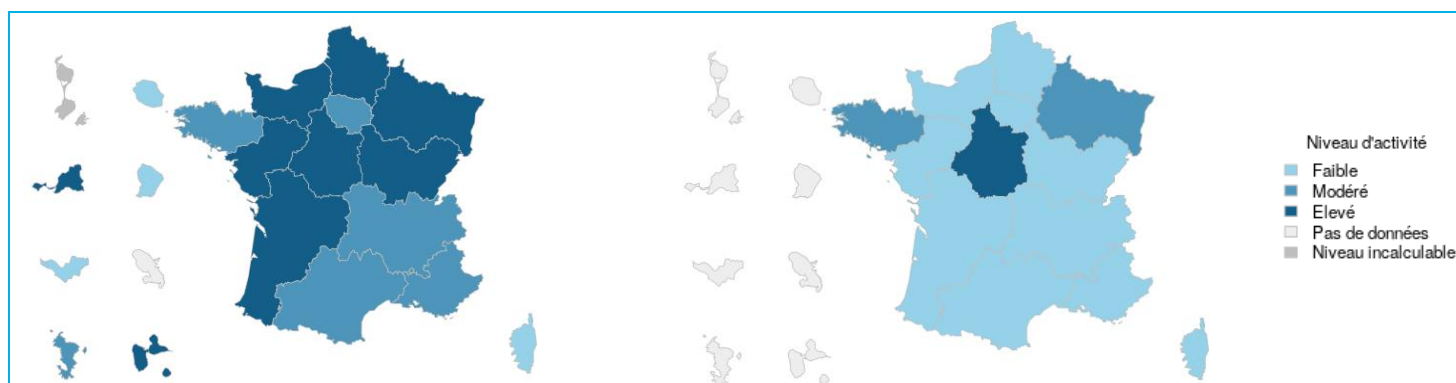 Niveau d'activité
Faible
Modéré
Elevé
Pas de données
Niveau incalculable